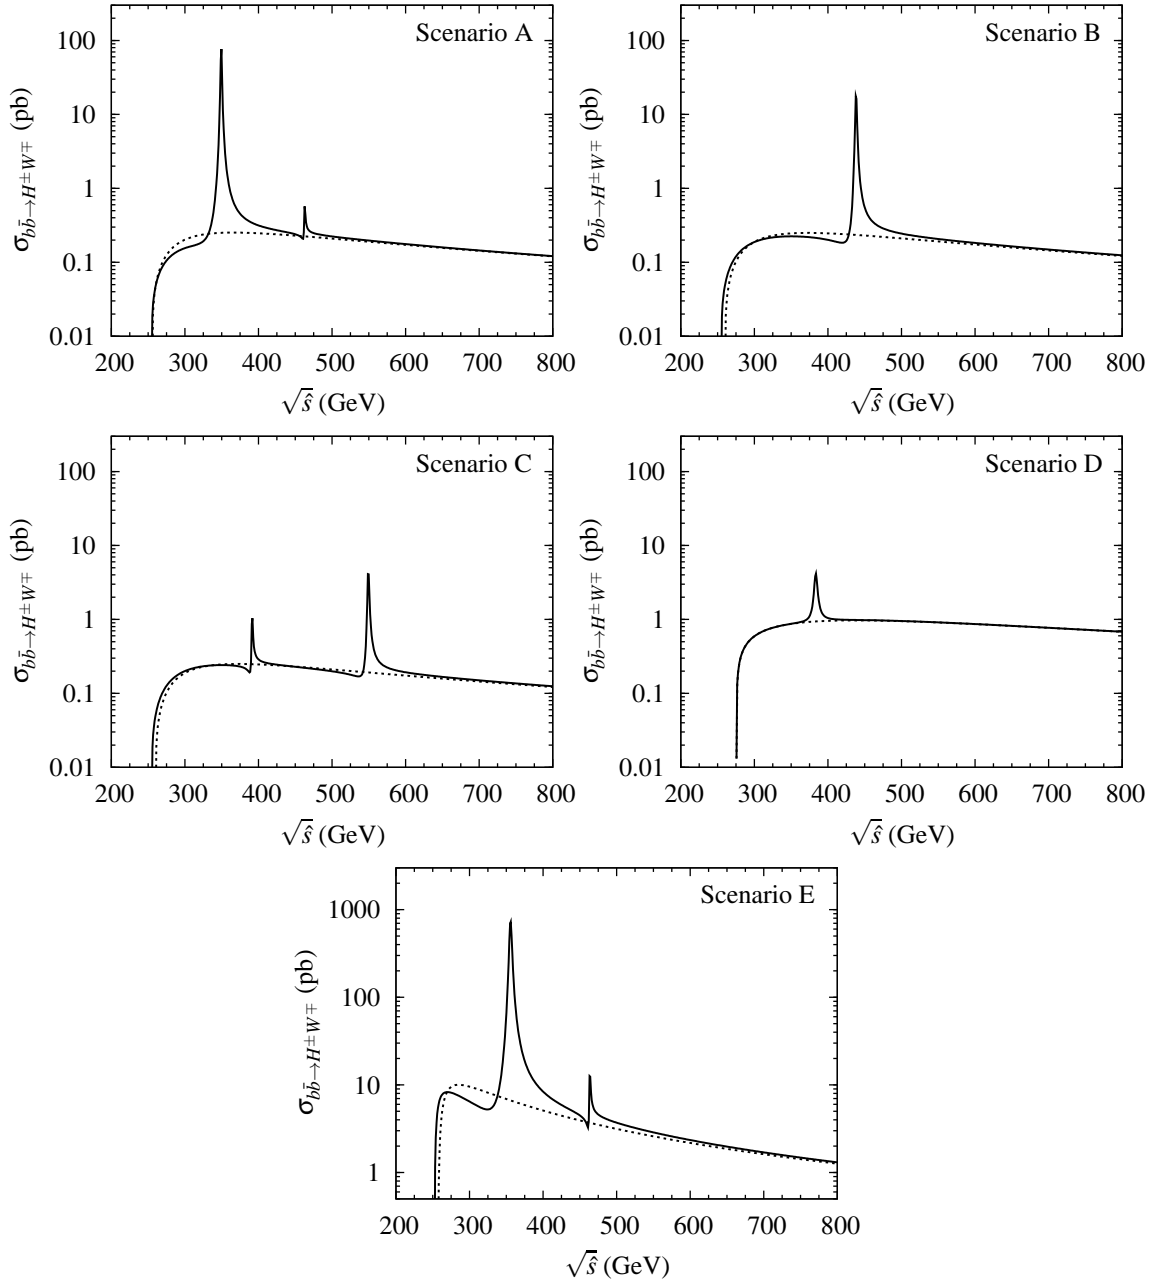 Scenario A
100
10
1
0.1
0.01
200 300 400 500 600 700 800
√ŝ (GeV)
σ_{bb̄→H^±W^∓} (pb)
Scenario B
100
10
1
0.1
0.01
200 300 400 500 600 700 800
√ŝ (GeV)
σ_{bb̄→H^±W^∓} (pb)
Scenario C
100
10
1
0.1
0.01
200 300 400 500 600 700 800
√ŝ (GeV)
σ_{bb̄→H^±W^∓} (pb)
Scenario D
100
10
1
0.1
0.01
200 300 400 500 600 700 800
√ŝ (GeV)
σ_{bb̄→H^±W^∓} (pb)
Scenario E
1000
100
10
1
200 300 400 500 600 700 800
√ŝ (GeV)
σ_{bb̄→H^±W^∓} (pb)